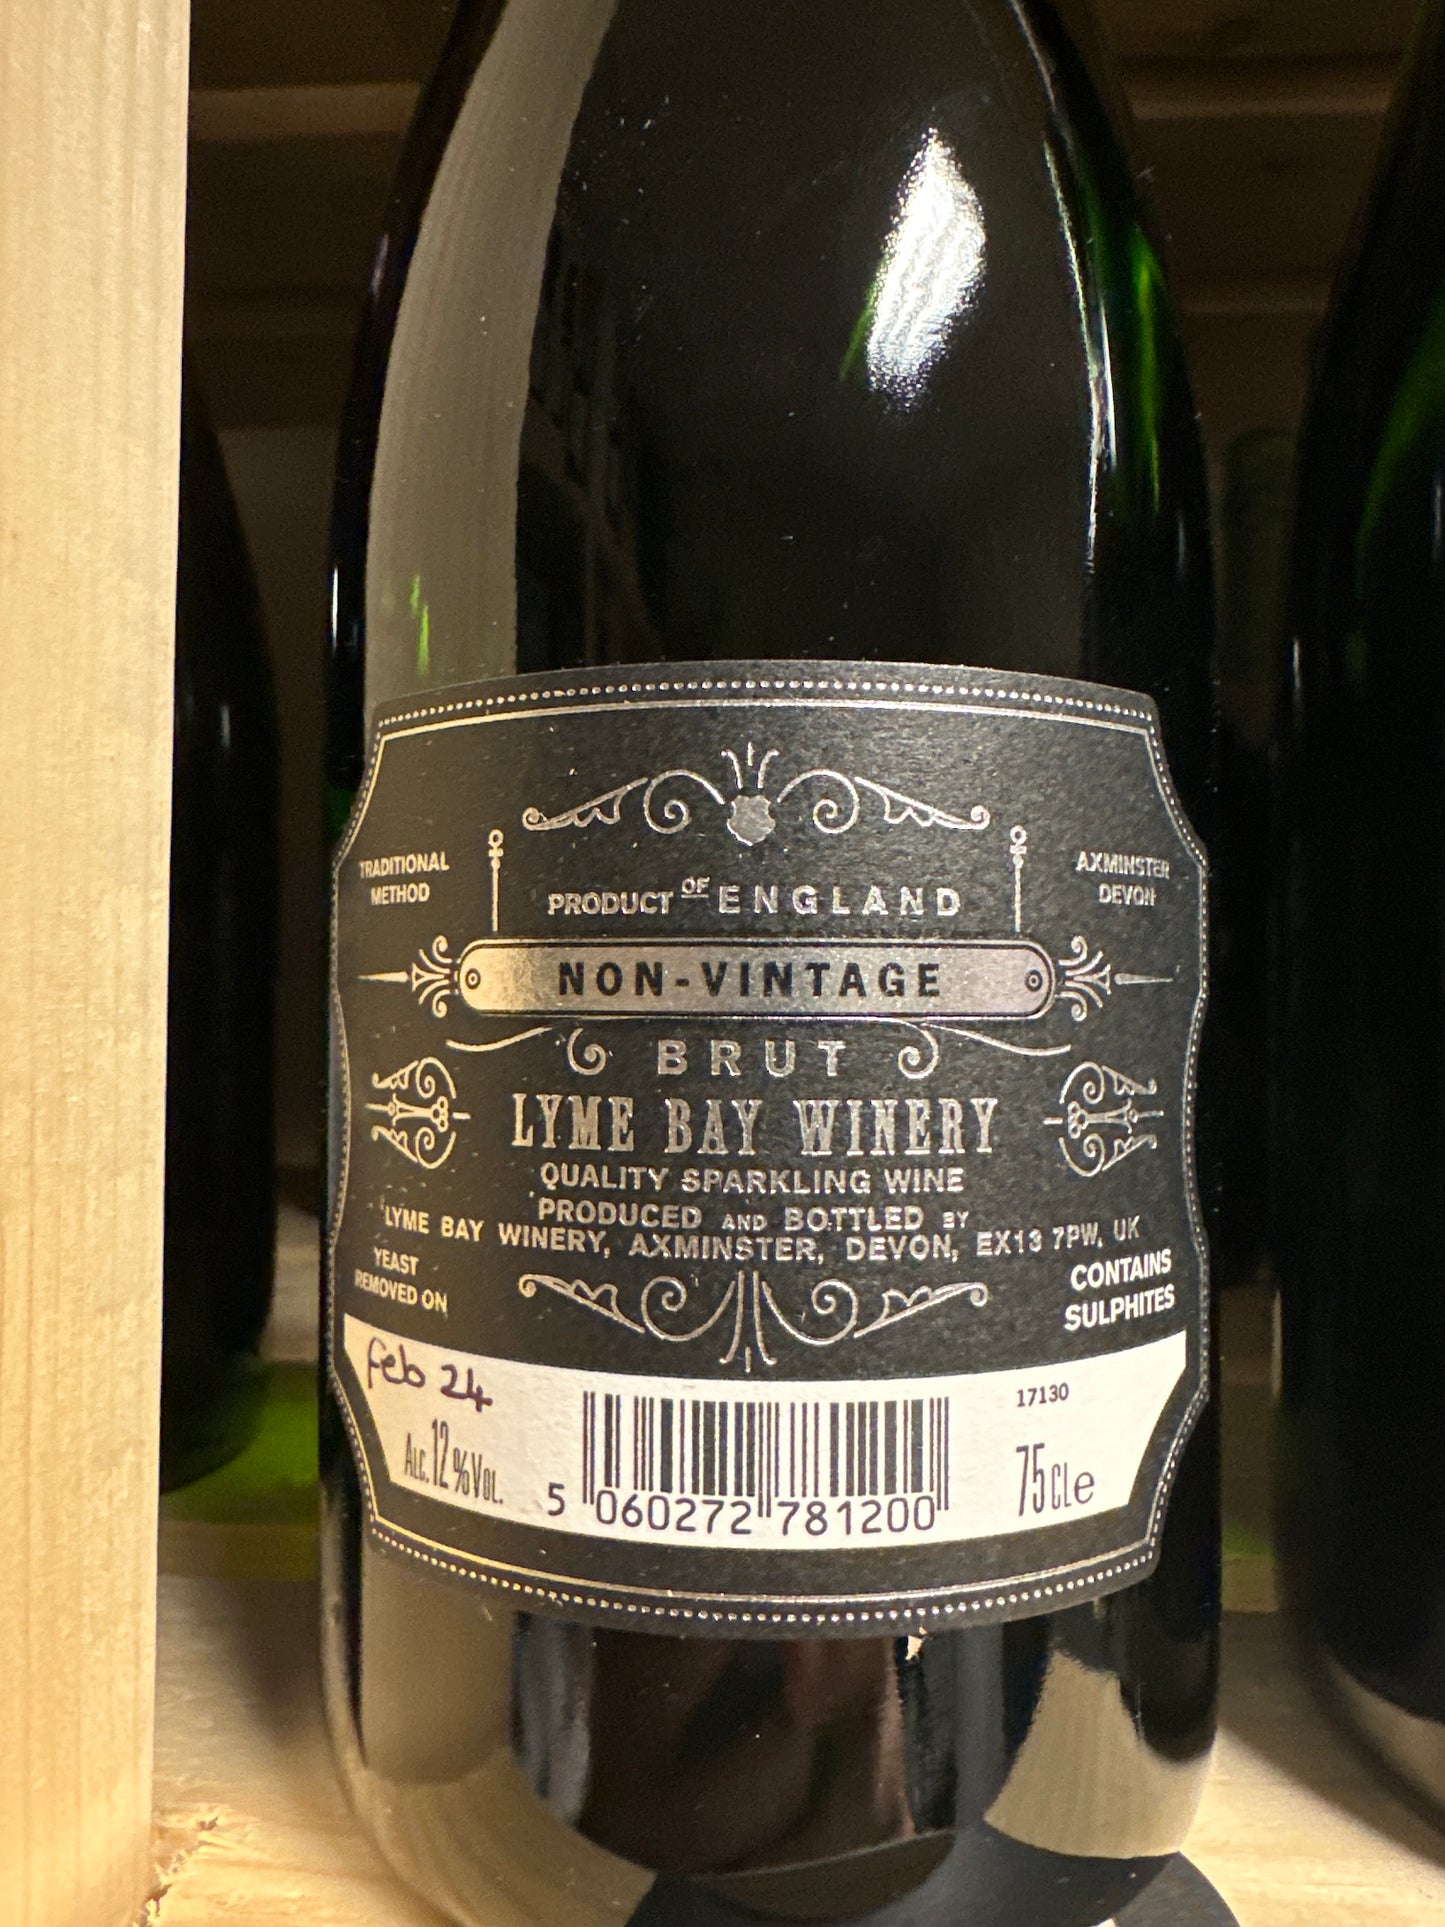 TRADITIONAL
METHOD
AXMINSTER
DEVON
PRODUCT OF ENGLAND
NON-VINTAGE
BRUT
LYME BAY WINERY
QUALITY SPARKLING WINE
PRODUCED AND BOTTLED BY
LYME BAY WINERY, AXMINSTER, DEVON, EX13 7PW, UK
YEAST
REMOVED ON
CONTAINS
SULPHITES
Feb 24
17130
ALC. 12 %VOL.
75CLe
5 060272 781200